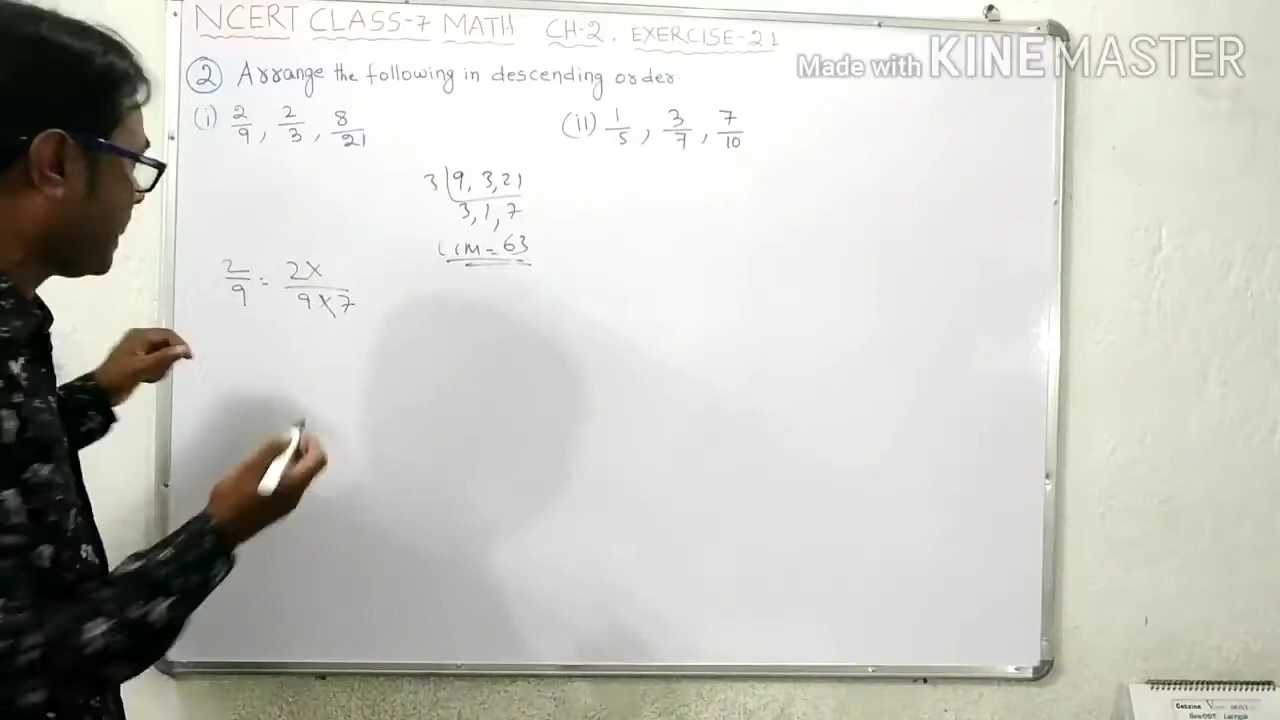 NCERT CLASS-7 MATH CH-2, EXERCISE-2.1
Made with KINEMASTER
② Arrange the following in descending order.
(i) 2/9, 2/3, 8/21 (ii) 1/5, 3/7, 7/10
3 | 9, 3, 21
3, 1, 7
LCM = 63
2/9 = 2×/9×7